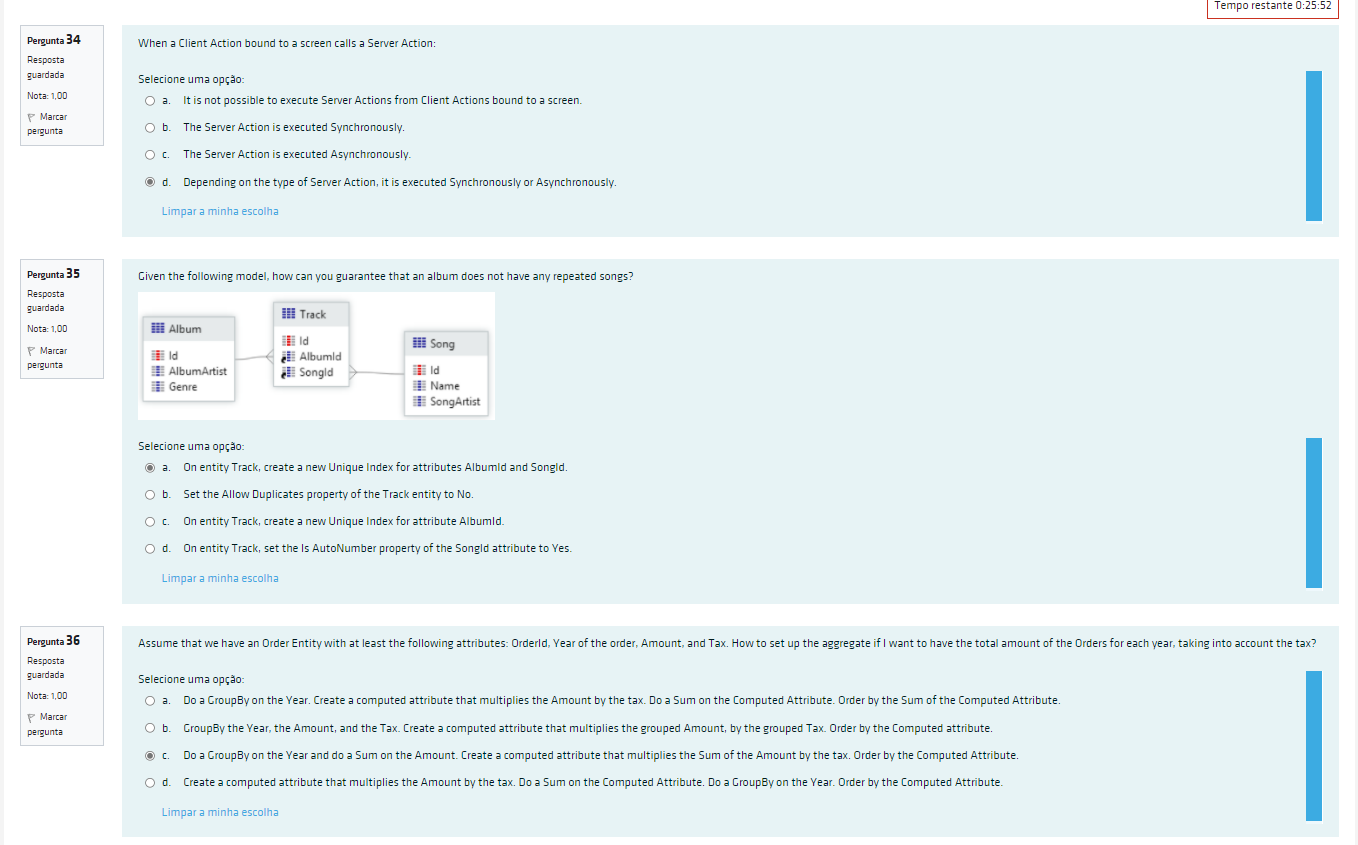 Tempo restante 0:25:52
Pergunta 34
Resposta
guardada
Nota: 1,00
Marcar
pergunta
When a Client Action bound to a screen calls a Server Action:
Selecione uma opção:
a. It is not possible to execute Server Actions from Client Actions bound to a screen.
b. The Server Action is executed Synchronously.
c. The Server Action is executed Asynchronously.
d. Depending on the type of Server Action, it is executed Synchronously or Asynchronously.
Limpar a minha escolha
Pergunta 35
Resposta
guardada
Nota: 1,00
Marcar
pergunta
Given the following model, how can you guarantee that an album does not have any repeated songs?
Album
Id
AlbumArtist
Genre
Track
Id
AlbumId
SongId
Song
Id
Name
SongArtist
Selecione uma opção:
a. On entity Track, create a new Unique Index for attributes AlbumId and SongId.
b. Set the Allow Duplicates property of the Track entity to No.
c. On entity Track, create a new Unique Index for attribute AlbumId.
d. On entity Track, set the Is AutoNumber property of the SongId attribute to Yes.
Limpar a minha escolha
Pergunta 36
Resposta
guardada
Nota: 1,00
Marcar
pergunta
Assume that we have an Order Entity with at least the following attributes: OrderId, Year of the order, Amount, and Tax. How to set up the aggregate if I want to have the total amount of the Orders for each year, taking into account the tax?
Selecione uma opção:
a. Do a GroupBy on the Year. Create a computed attribute that multiplies the Amount by the tax. Do a Sum on the Computed Attribute. Order by the Sum of the Computed Attribute.
b. GroupBy the Year, the Amount, and the Tax. Create a computed attribute that multiplies the grouped Amount, by the grouped Tax. Order by the Computed attribute.
c. Do a GroupBy on the Year and do a Sum on the Amount. Create a computed attribute that multiplies the Sum of the Amount by the tax. Order by the Computed Attribute.
d. Create a computed attribute that multiplies the Amount by the tax. Do a Sum on the Computed Attribute. Do a GroupBy on the Year. Order by the Computed Attribute.
Limpar a minha escolha